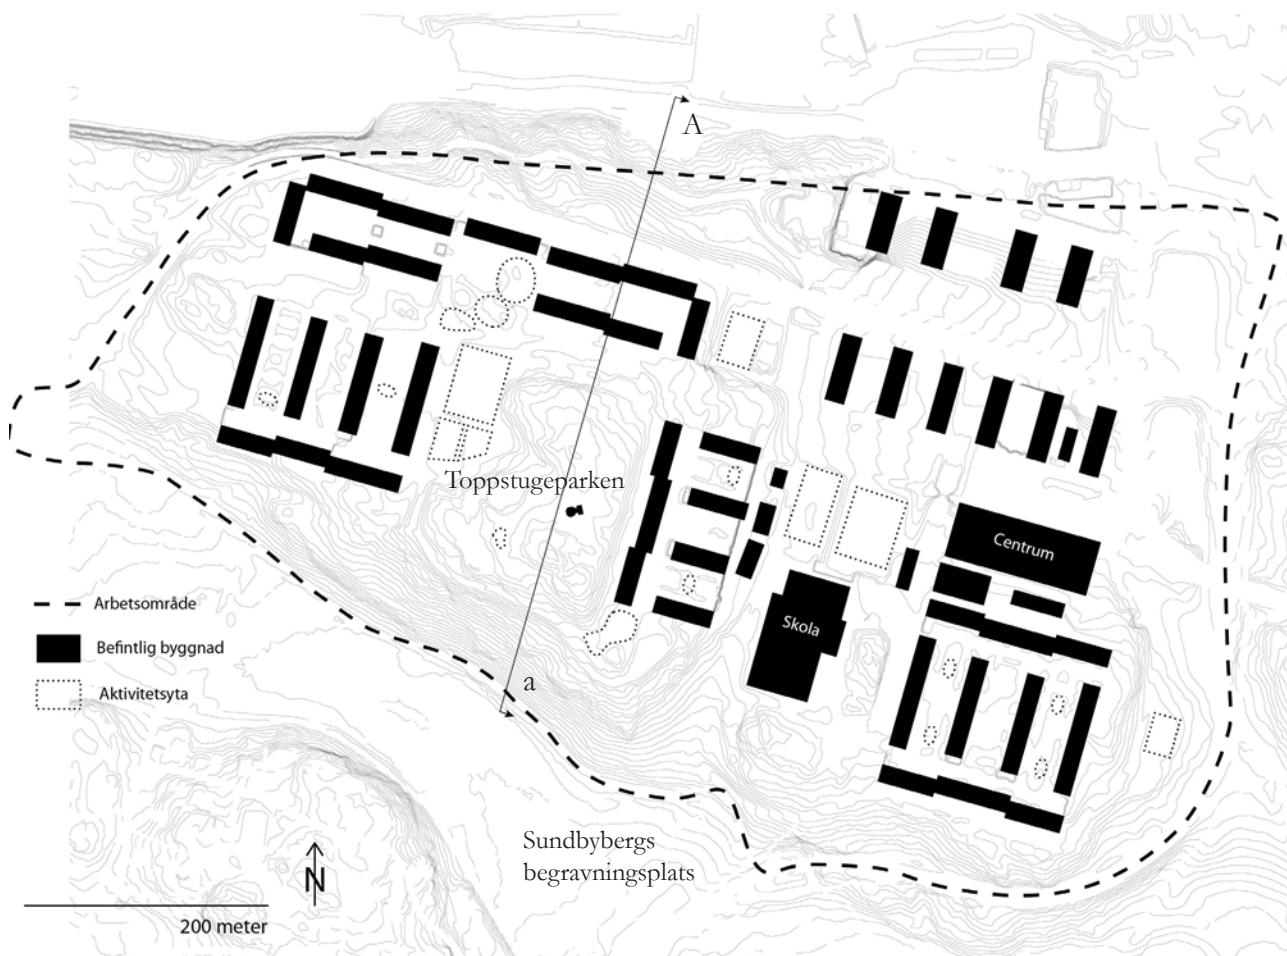 A
Toppstugeparken
Centrum
Arbetsområde
Skola
Befintlig byggnad
a
Aktivitetsyta
Sundbybergs
begravningsplats
N
200 meter